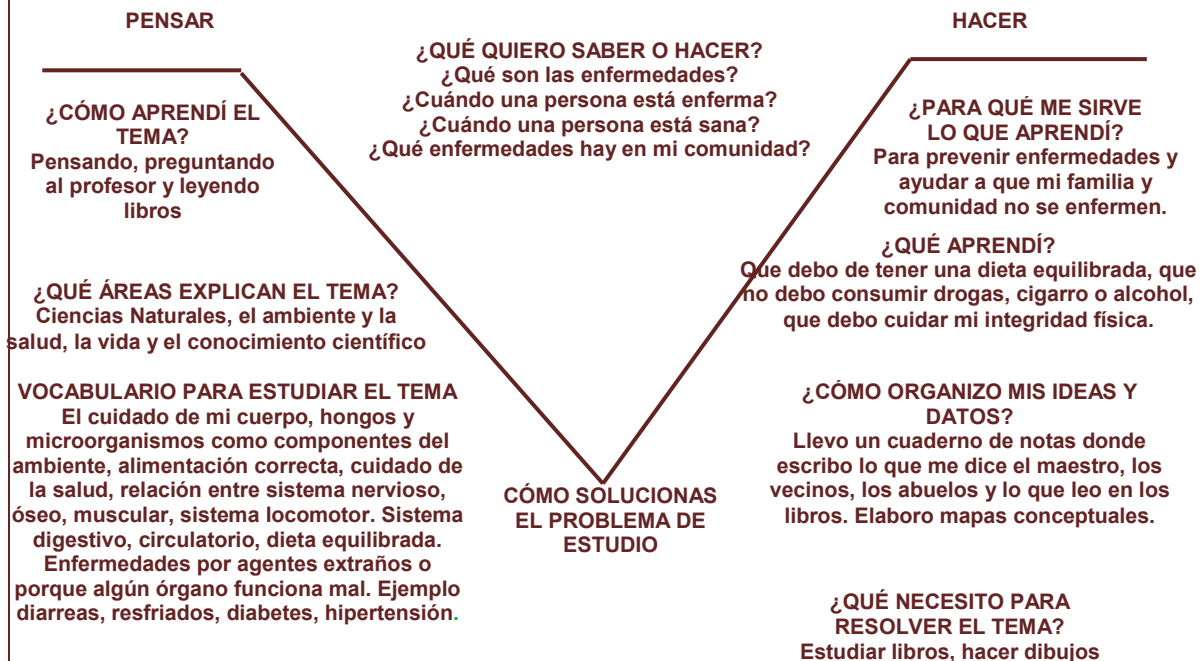 PENSAR
HACER
¿QUÉ QUIERO SABER O HACER?
¿Qué son las enfermedades?
¿Cuándo una persona está enferma?
¿Cuándo una persona está sana?
¿Qué enfermedades hay en mi comunidad?
¿CÓMO APRENDÍ EL
TEMA?
Pensando, preguntando
al profesor y leyendo
libros
¿QUÉ ÁREAS EXPLICAN EL TEMA?
Ciencias Naturales, el ambiente y la
salud, la vida y el conocimiento científico
VOCABULARIO PARA ESTUDIAR EL TEMA
El cuidado de mi cuerpo, hongos y
microorganismos como componentes del
ambiente, alimentación correcta, cuidado de
la salud, relación entre sistema nervioso,
óseo, muscular, sistema locomotor. Sistema
digestivo, circulatorio, dieta equilibrada.
Enfermedades por agentes extraños o
porque algún órgano funciona mal. Ejemplo
diarreas, resfriados, diabetes, hipertensión.
CÓMO SOLUCIONAS
EL PROBLEMA DE
ESTUDIO
¿PARA QUÉ ME SIRVE
LO QUE APRENDÍ?
Para prevenir enfermedades y
ayudar a que mi familia y
comunidad no se enfermen.
¿QUÉ APRENDÍ?
Que debo de tener una dieta equilibrada, que
no debo consumir drogas, cigarro o alcohol,
que debo cuidar mi integridad física.
¿CÓMO ORGANIZO MIS IDEAS Y
DATOS?
Llevo un cuaderno de notas donde
escribo lo que me dice el maestro, los
vecinos, los abuelos y lo que leo en los
libros. Elaboro mapas conceptuales.
¿QUÉ NECESITO PARA
RESOLVER EL TEMA?
Estudiar libros, hacer dibujos